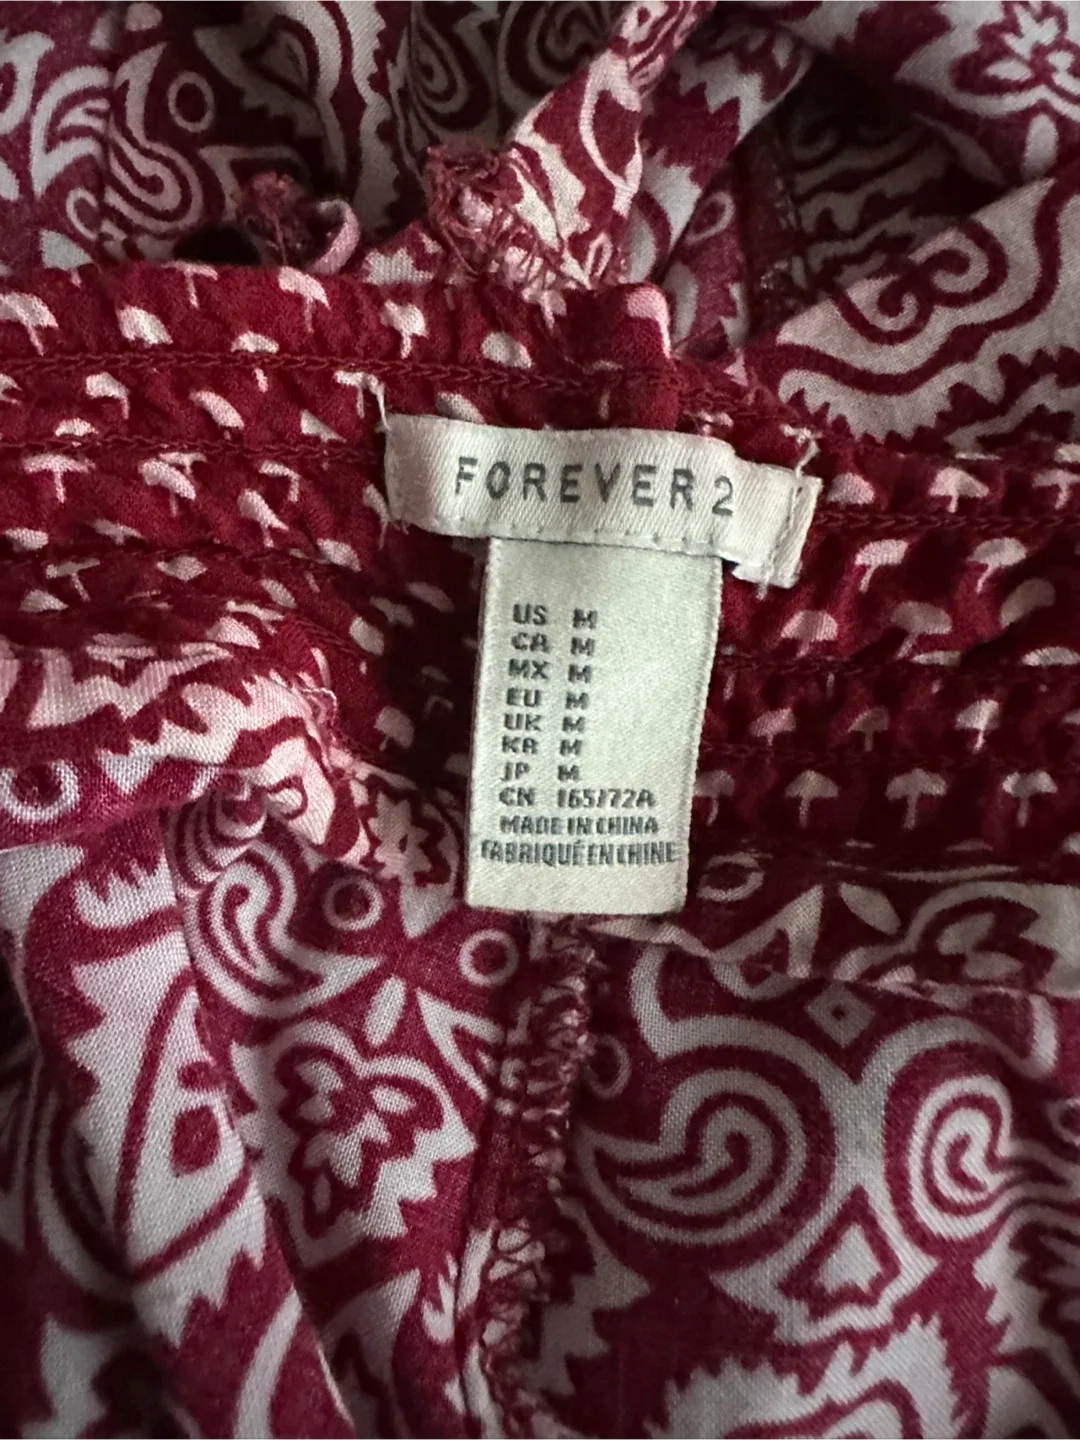 FOREVER 2
US M
CA M
MX M
EU M
UK M
KR M
JP M
CN 165/72A
MADE IN CHINA
FABRIQUÉ EN CHINE